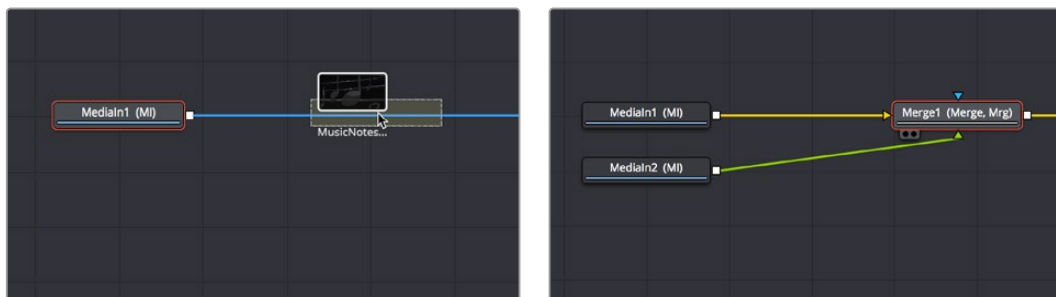 MediaIn1 (MI)
MusicNotes...
MediaIn1 (MI)
Merge1 (Merge, Mrg)
MediaIn2 (MI)